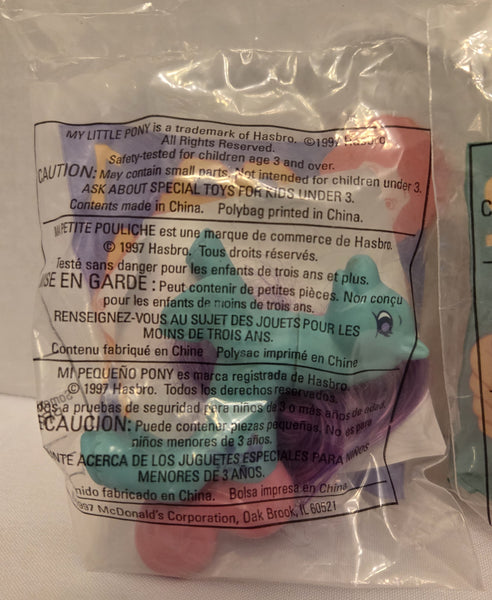 MY LITTLE PONY is a trademark of Hasbro. ©1997 Hasbro.
All Rights Reserved.
Safety-tested for children age 3 and over.
CAUTION: May contain small parts. Not intended for children under 3.
ASK ABOUT SPECIAL TOYS FOR KIDS UNDER 3.
Contents made in China. Polybag printed in China.
MA PETITE POULICHE est une marque de commerce de Hasbro.
© 1997 Hasbro. Tous droits réservés.
Testé sans danger pour les enfants de trois ans et plus.
MISE EN GARDE : Peut contenir de petites pièces. Non conçu
pour les enfants de moins de trois ans.
RENSEIGNEZ-VOUS AU SUJET DES JOUETS POUR LES
MOINS DE TROIS ANS.
Contenu fabriqué en Chine Polysac imprimé en Chine
MI PEQUEÑO PONY es marca registrada de Hasbro.
© 1997 Hasbro. Todos los derechos reservados.
a pruebas de seguridad para niños de 3 o más años de edad.
PRECAUCION: Puede contener piezas pequeñas. No es para
niños menores de 3 años.
ACERCA DE LOS JUGUETES ESPECIALES PARA NIÑOS
MENORES DE 3 AÑOS.
nido fabricado en China. Bolsa impresa en China
1997 McDonald's Corporation, Oak Brook, IL 60521